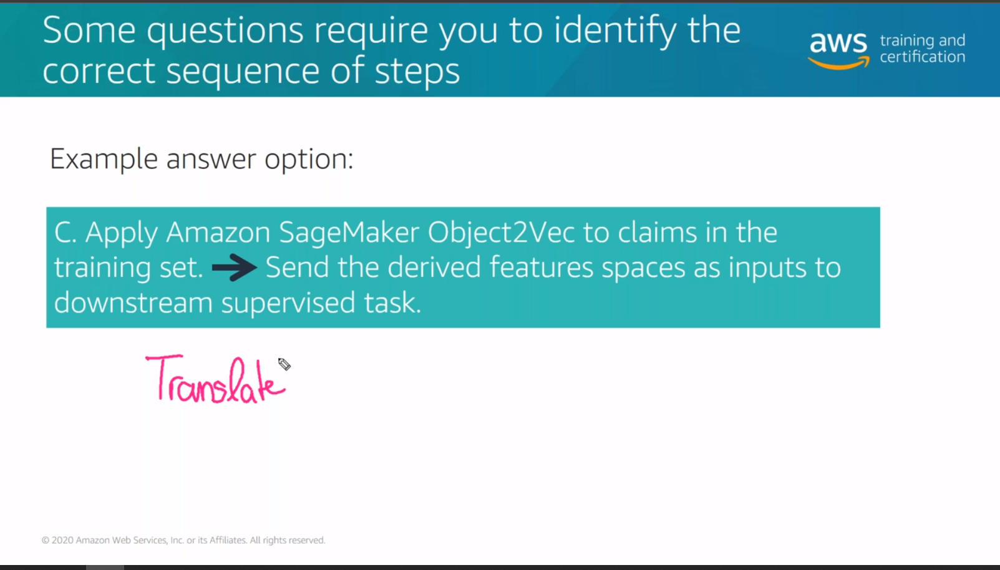 Some questions require you to identify the
correct sequence of steps
aws training and
certification
Example answer option:
C. Apply Amazon SageMaker Object2Vec to claims in the
training set. → Send the derived features spaces as inputs to
downstream supervised task.
Translate
© 2020 Amazon Web Services, Inc. or its Affiliates. All rights reserved.